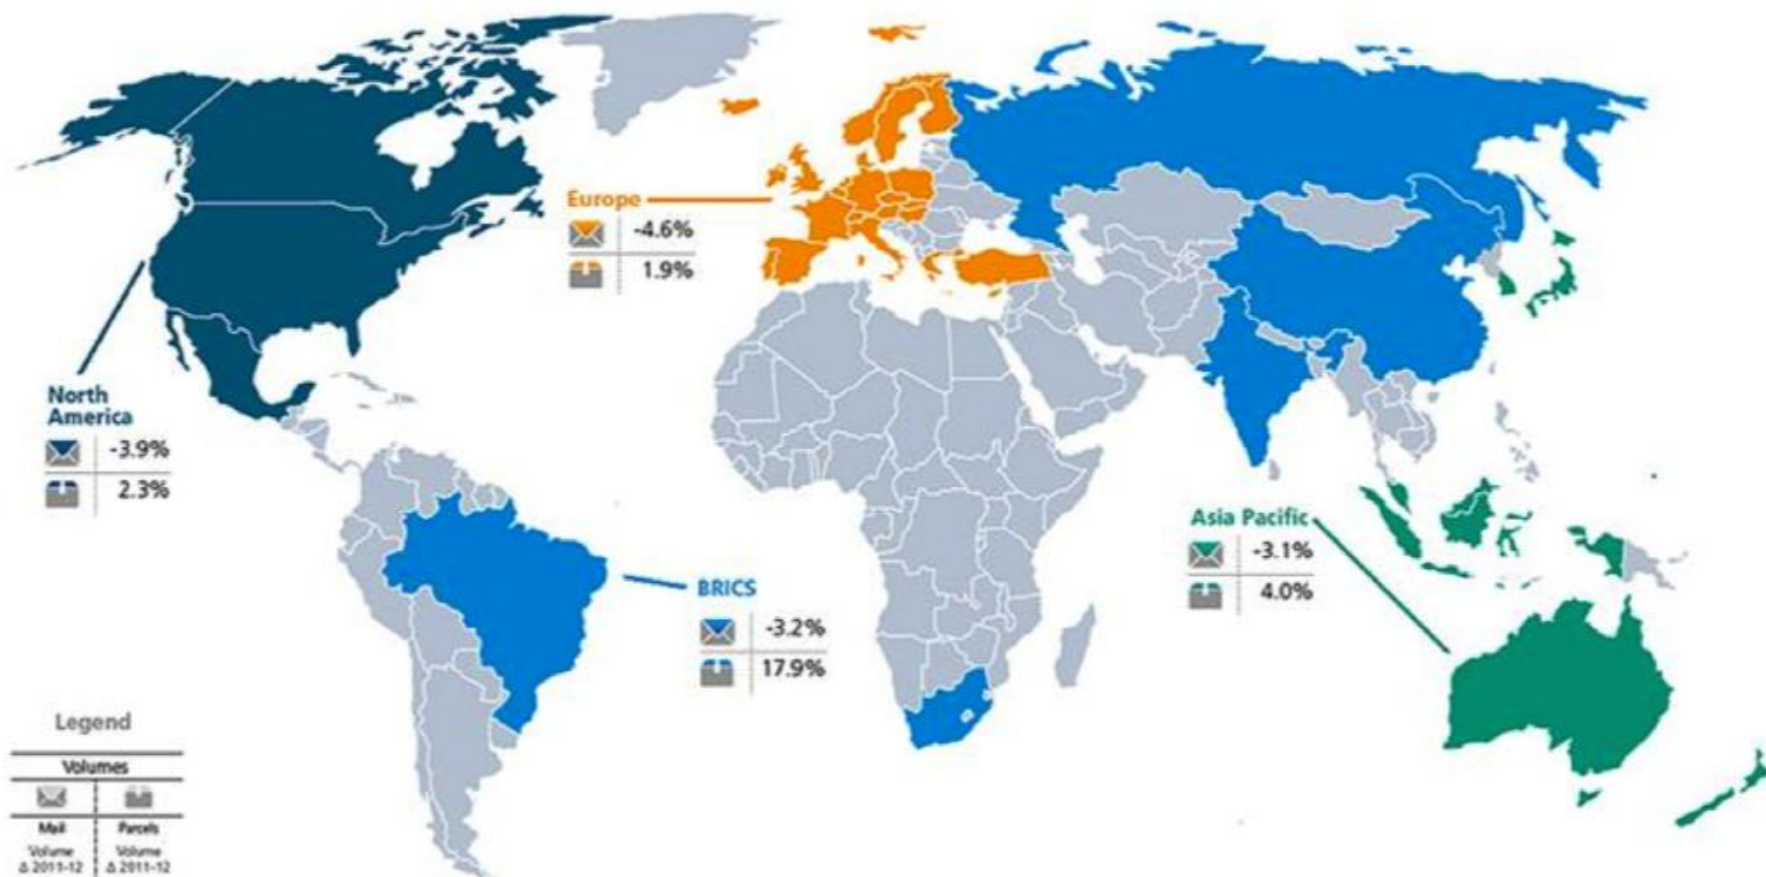 Europe
-4.6%
1.9%
North
America
-3.9%
2.3%
BRICS
-3.2%
17.9%
Asia Pacific
-3.1%
4.0%
Legend
Volumes
Mail
Parcels
Volume
Δ 2011-12
Volume
Δ 2011-12